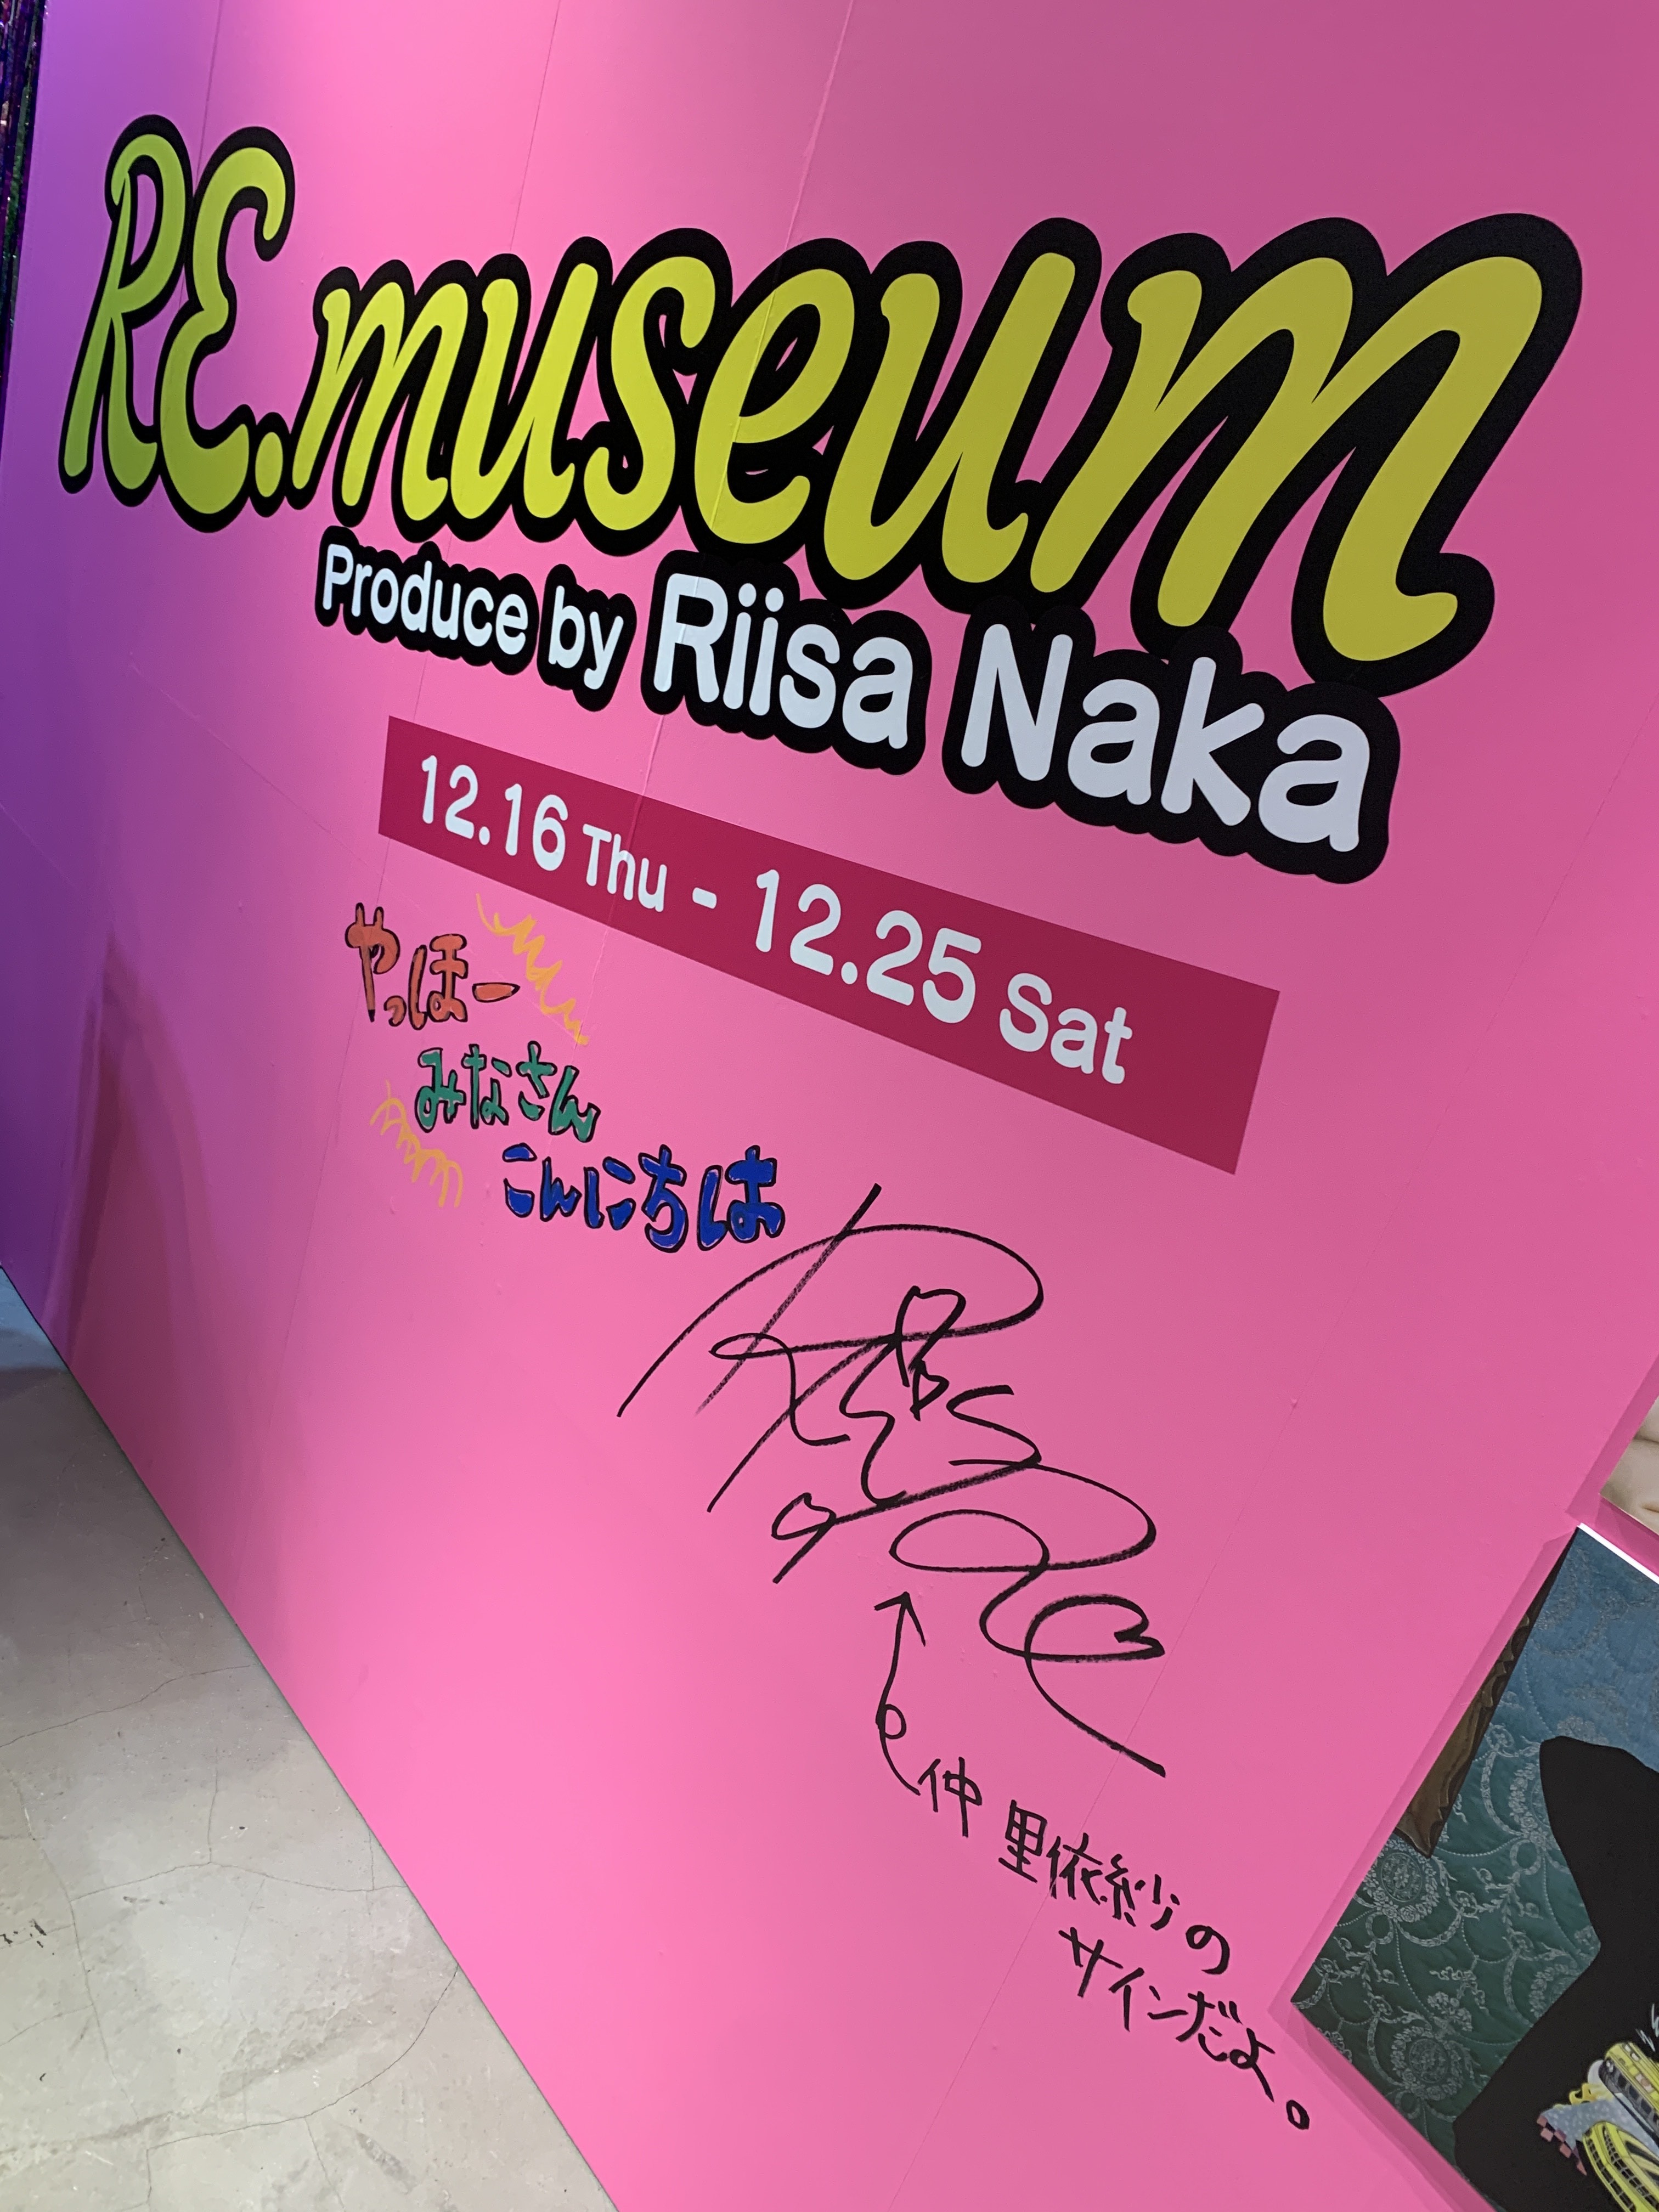 RE.museum
Produce by Riisa Naka
12.16 Thu - 12.25 Sat
やっほー
みなさん
こんにちは
仲 里依紗の
サインだよ。